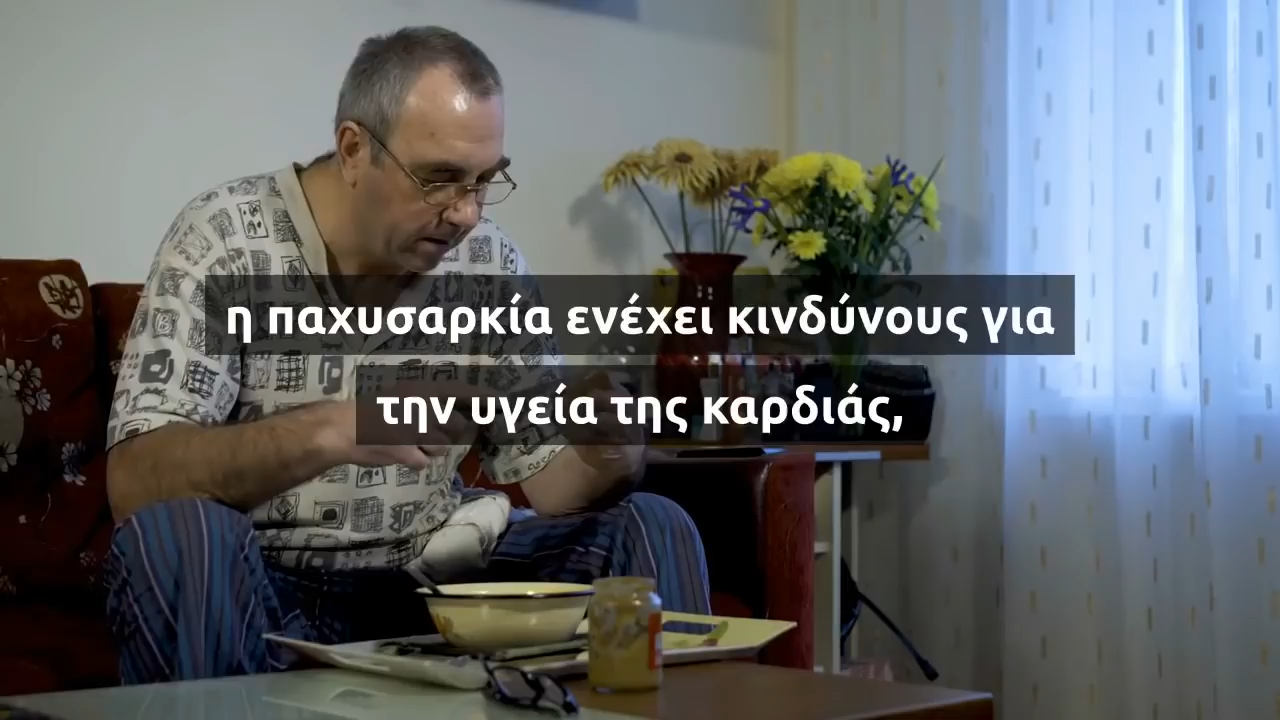 η παχυσαρκία ενέχει κινδύνους για
την υγεία της καρδιάς,